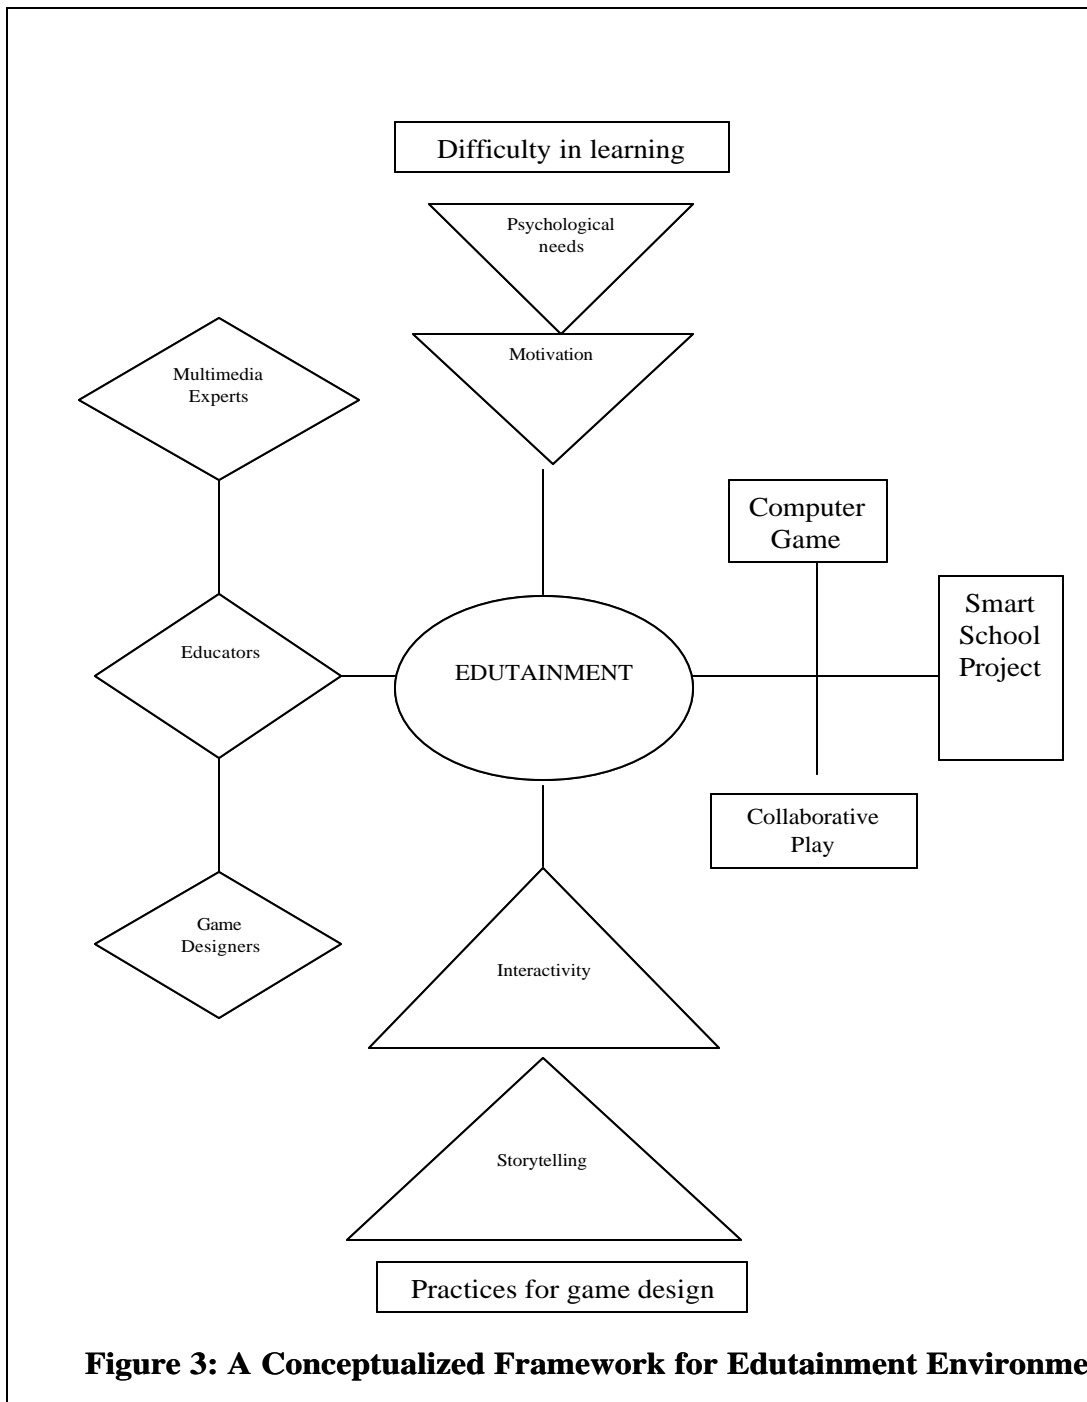 Difficulty in learning
Psychological
needs
Motivation
Multimedia
Experts
Computer
Game
Smart
School
Project
Educators
EDUTAINMENT
Collaborative
Play
Game
Designers
Interactivity
Storytelling
Practices for game design
Figure 3: A Conceptualized Framework for Edutainment Environme